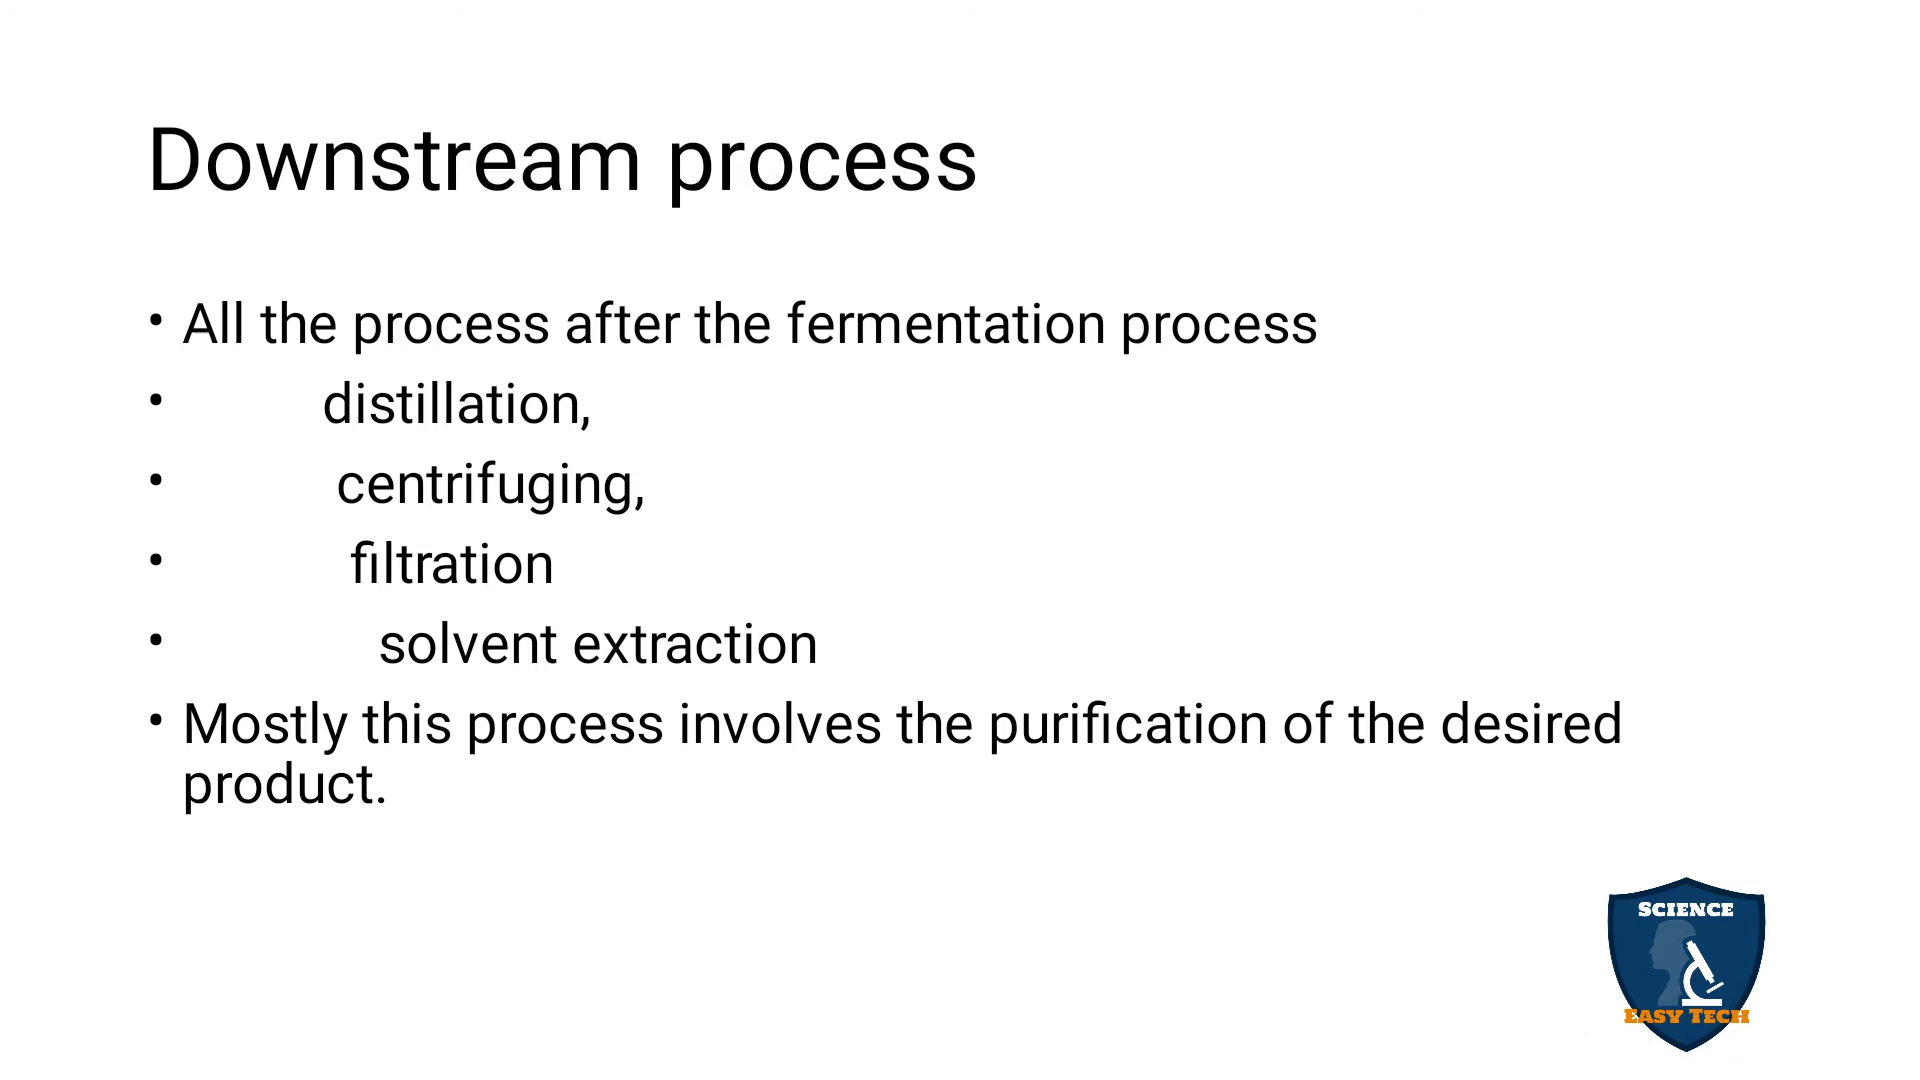 Downstream process
• All the process after the fermentation process
• distillation,
• centrifuging,
• filtration
• solvent extraction
• Mostly this process involves the purification of the desired
product.
SCIENCE
EASY TECH